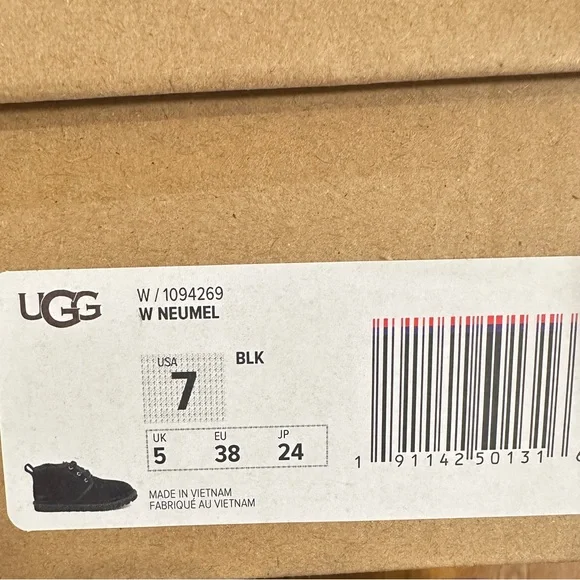 UGG
W / 1094269
W NEUMEL
USA
7
BLK
UK EU JP
5 38 24
MADE IN VIETNAM
FABRIQUÉ AU VIETNAM
1 91142 50131 6